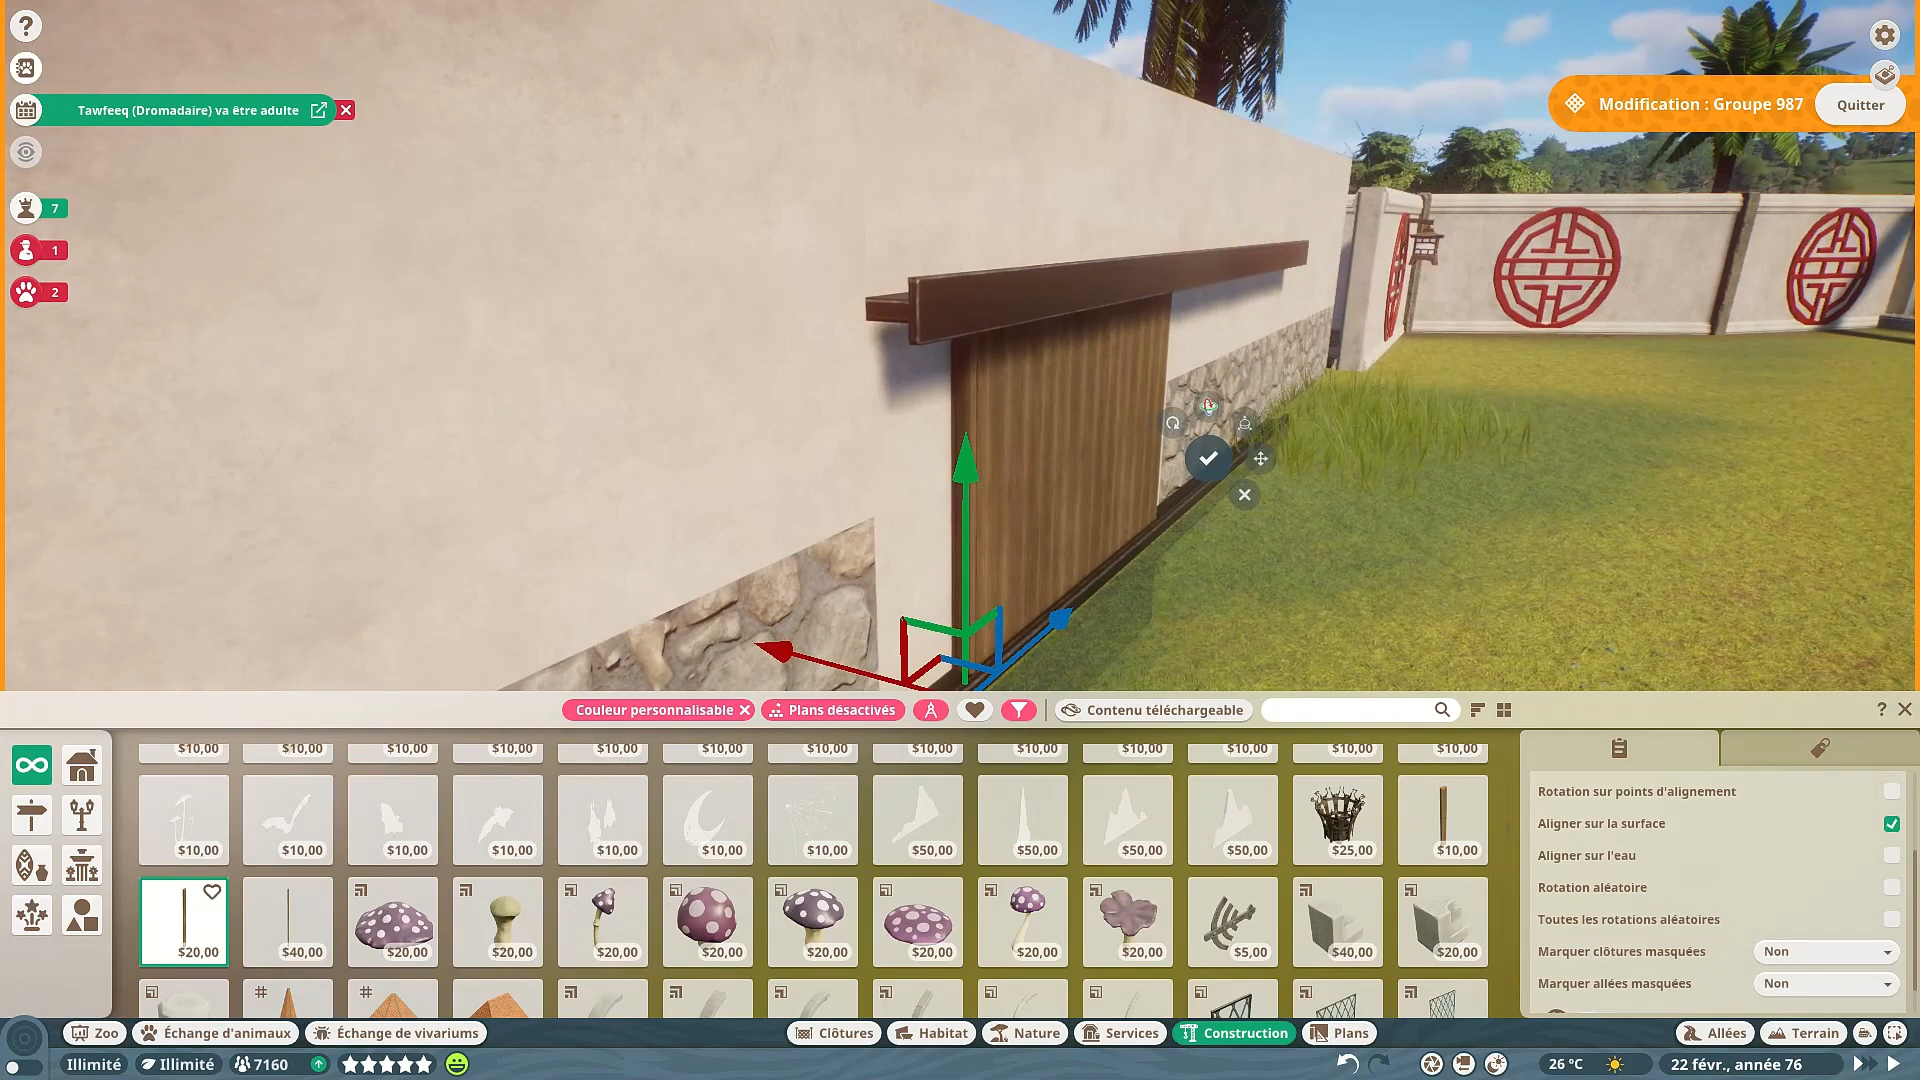 ?
Tawfeeq (Dromadaire) va être adulte
7
1
2
Modification : Groupe 987
Quitter
Couleur personnalisable
Plans désactivés
Contenu téléchargeable
?
$10,00 $10,00 $10,00 $10,00 $10,00 $10,00 $10,00 $10,00 $10,00 $10,00 $10,00 $10,00 $10,00
$10,00 $10,00 $10,00 $10,00 $10,00 $10,00 $10,00 $50,00 $50,00 $50,00 $50,00 $25,00 $10,00
$20,00 $40,00 $20,00 $20,00 $20,00 $20,00 $20,00 $20,00 $20,00 $20,00 $5,00 $40,00 $20,00
Rotation sur points d'alignement
Aligner sur la surface
Aligner sur l'eau
Rotation aléatoire
Toutes les rotations aléatoires
Marquer clôtures masquées Non
Marquer allées masquées Non
Zoo Échange d'animaux Échange de vivariums Clôtures Habitat Nature Services Construction Plans Allées Terrain
Illimité Illimité 7160 26 °C 22 févr., année 76